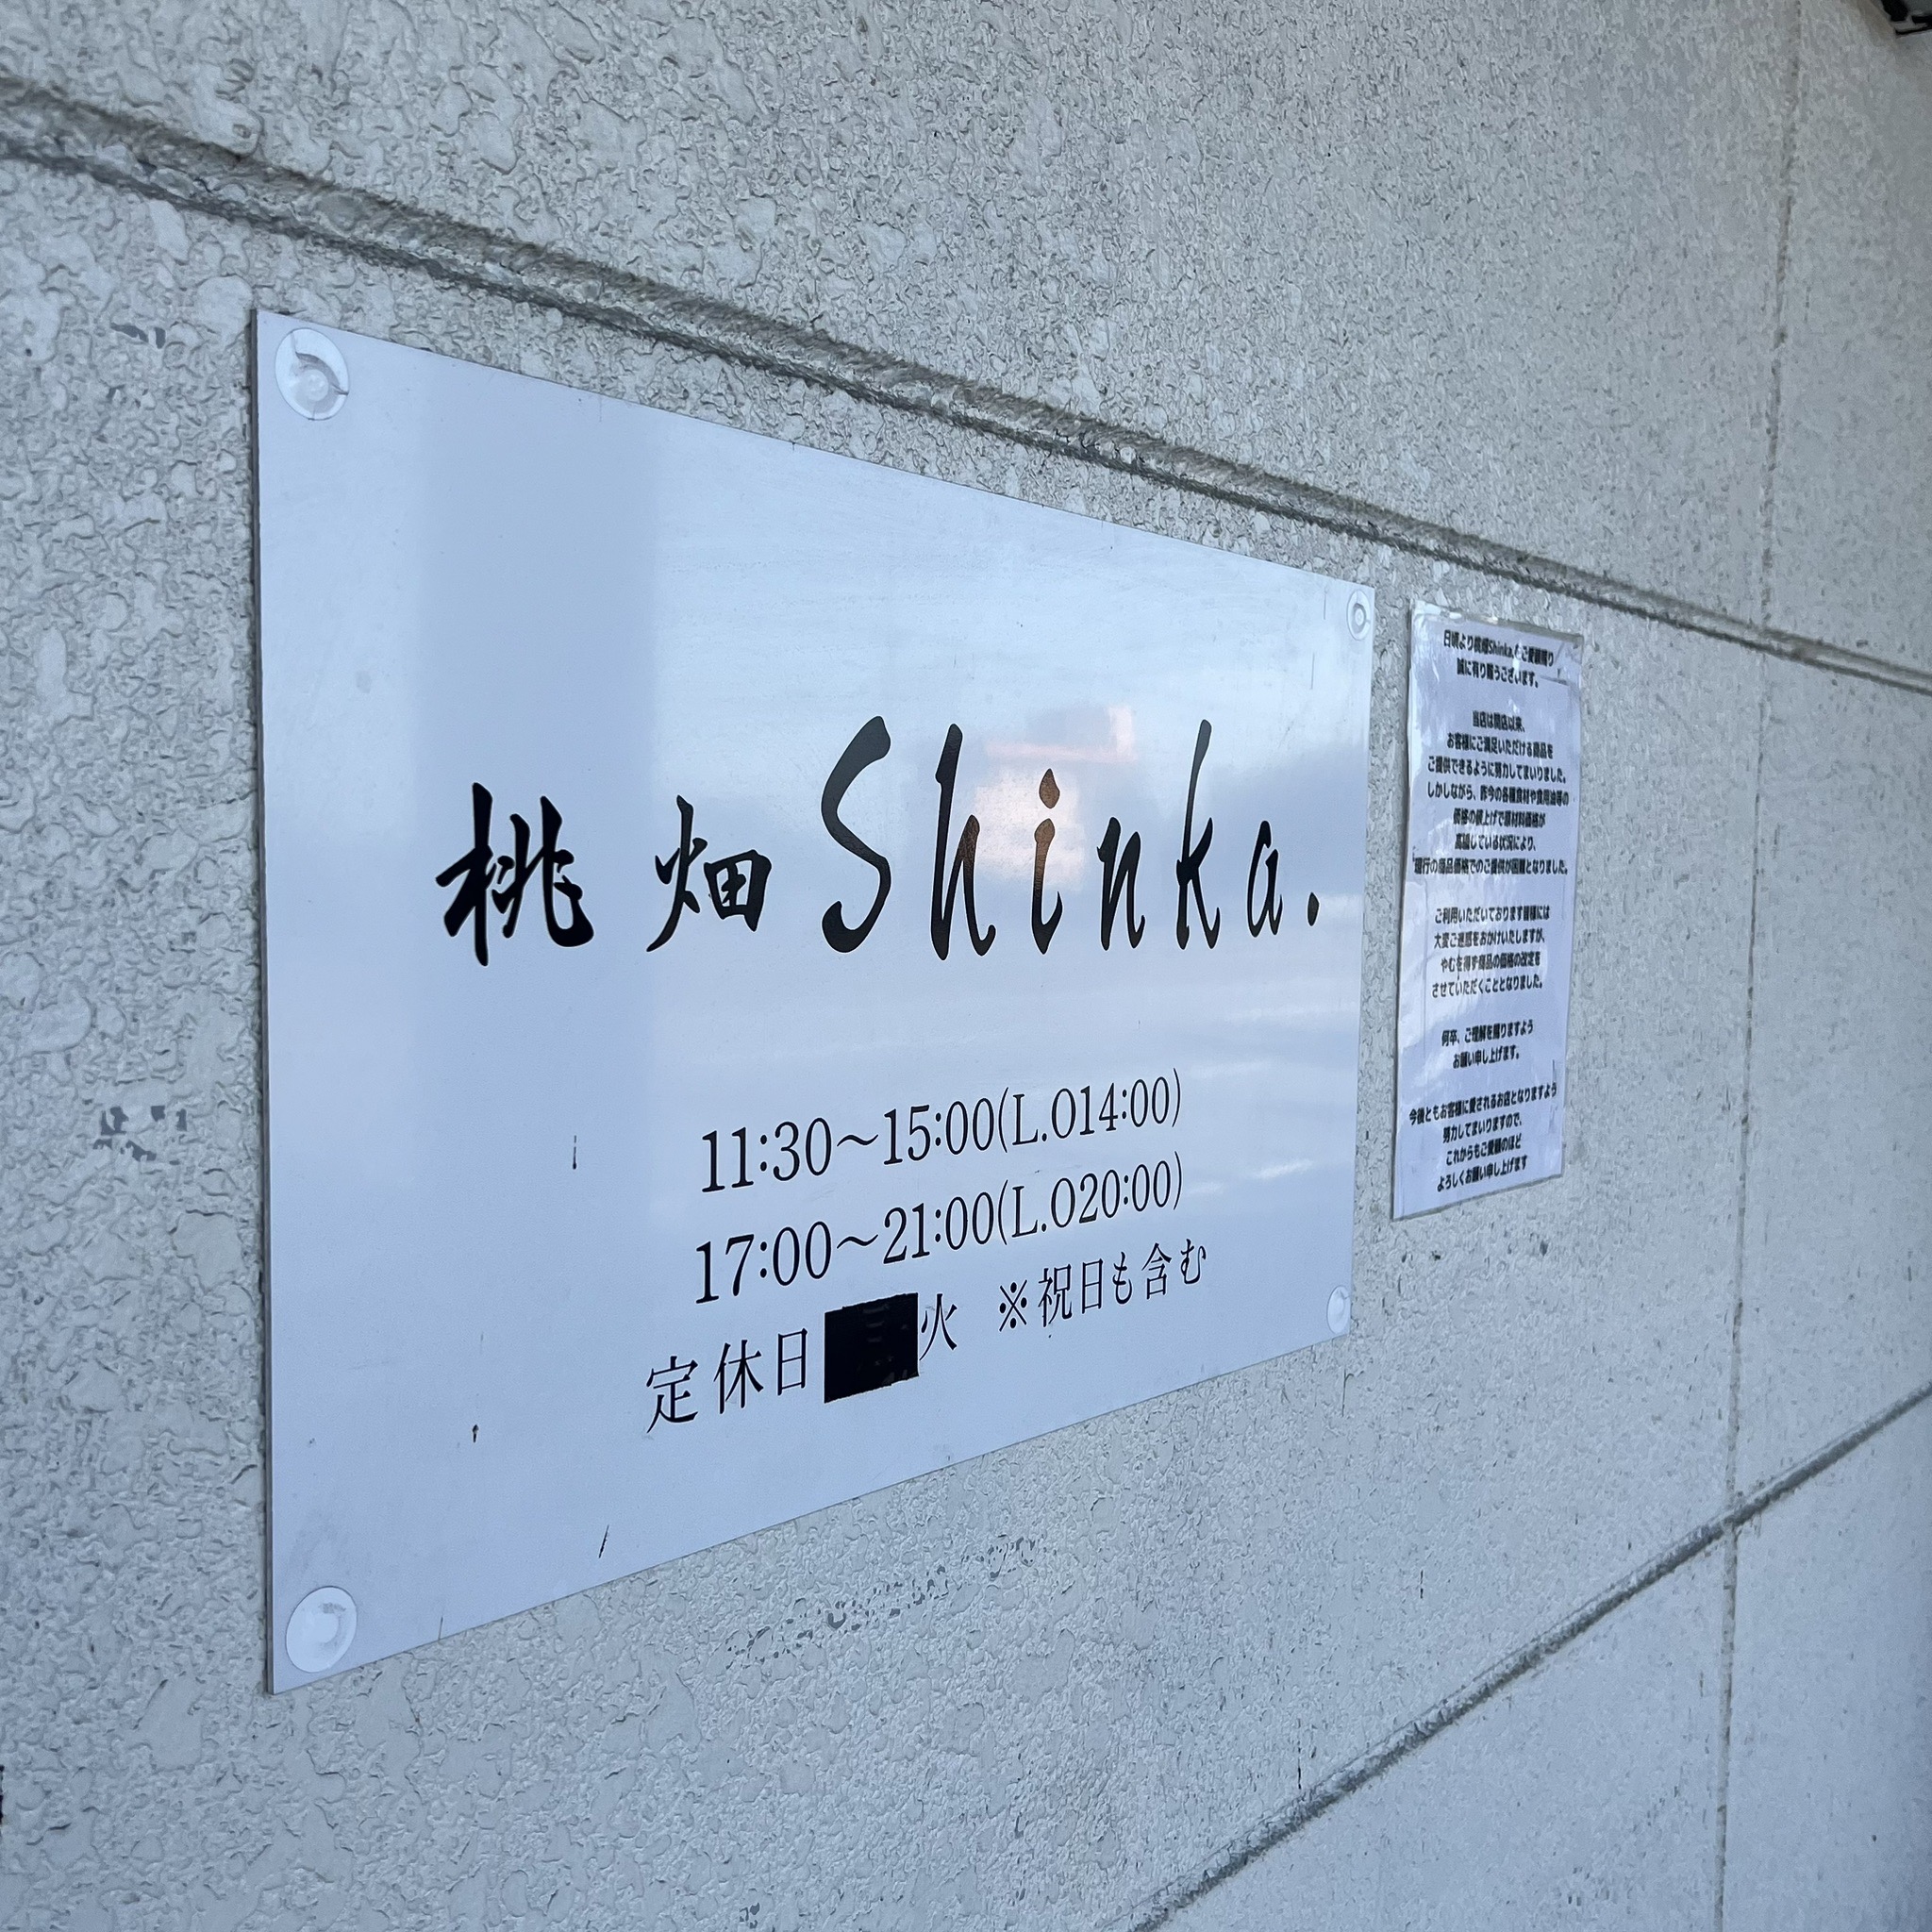 桃畑Shinka.
11:30〜15:00(L.O14:00)
17:00〜21:00(L.O20:00)
定休日 火 ※祝日も含む
日頃より桃畑Shinka.をご愛顧賜り
誠に有り難うございます。
当店は開店以来、
お客様にご満足いただける商品を
ご提供できるように努力してまいりました。
しかしながら、昨今の各種食材や食用油等の
価格の値上げで原材料価格が
高騰している状況により、
現行の商品価格でのご提供が困難となりました。
ご利用いただいております皆様には
大変ご迷惑をおかけいたしますが、
やむを得ず商品の価格の改定を
させていただくこととなりました。
何卒、ご理解を賜りますよう
お願い申し上げます。
今後ともお客様に愛されるお店となりますよう
努力してまいりますので、
これからもご愛顧のほど
よろしくお願い申し上げます